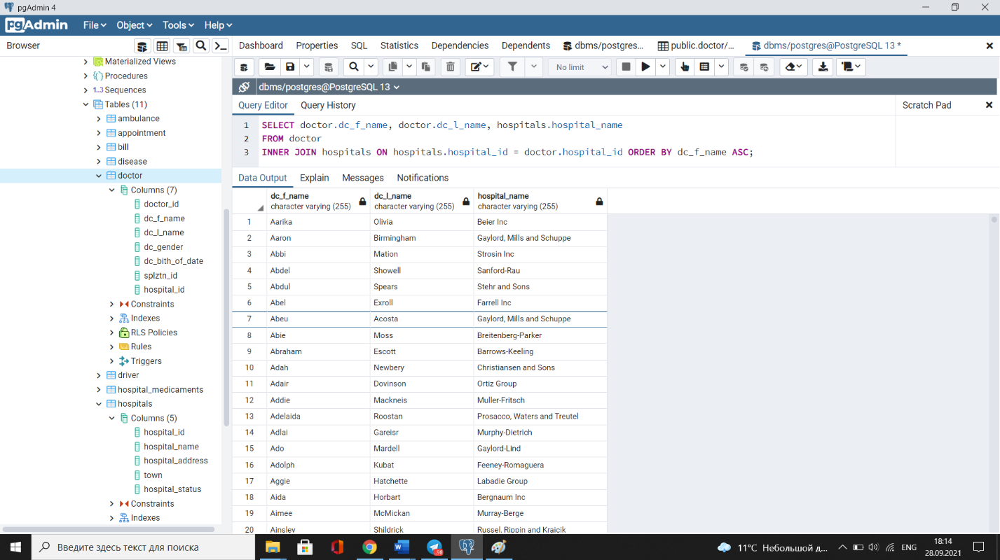 pgAdmin 4
pgAdmin File Object Tools Help
Browser
Dashboard Properties SQL Statistics Dependencies Dependents dbms/postgres... public.doctor/... dbms/postgres@PostgreSQL 13 *
No limit
dbms/postgres@PostgreSQL 13
Query Editor Query History
Scratch Pad
1 SELECT doctor.dc_f_name, doctor.dc_l_name, hospitals.hospital_name
2 FROM doctor
3 INNER JOIN hospitals ON hospitals.hospital_id = doctor.hospital_id ORDER BY dc_f_name ASC;
Data Output Explain Messages Notifications
Materialized Views
Procedures
1..3 Sequences
Tables (11)
ambulance
appointment
bill
disease
doctor
Columns (7)
doctor_id
dc_f_name
dc_l_name
dc_gender
dc_bith_of_date
splztn_id
hospital_id
Constraints
Indexes
RLS Policies
Rules
Triggers
driver
hospital_medicaments
hospitals
Columns (5)
hospital_id
hospital_name
hospital_address
town
hospital_status
Constraints
Indexes
dc_f_name dc_l_name hospital_name
character varying (255) character varying (255) character varying (255)
1 Aarika Olivia Beier Inc
2 Aaron Birmingham Gaylord, Mills and Schuppe
3 Abbi Mation Strosin Inc
4 Abdel Showell Sanford-Rau
5 Abdul Spears Stehr and Sons
6 Abel Exroll Farrell Inc
7 Abeu Acosta Gaylord, Mills and Schuppe
8 Abie Moss Breitenberg-Parker
9 Abraham Escott Barrows-Keeling
10 Adah Newbery Christiansen and Sons
11 Adair Dovinson Ortiz Group
12 Addie Mackneis Muller-Fritsch
13 Adelaida Roostan Prosacco, Waters and Treutel
14 Adlai Gareisr Murphy-Dietrich
15 Ado Mardell Gaylord-Lind
16 Adolph Kubat Feeney-Romaguera
17 Aggie Hatchette Labadie Group
18 Aida Horbart Bergnaum Inc
19 Aimee McMickan Murray-Berge
20 Ainsley Shildrick Russel, Rippin and Krajcik
Введите здесь текст для поиска
98
11°C Небольшой д...
ENG
18:14
28.09.2021